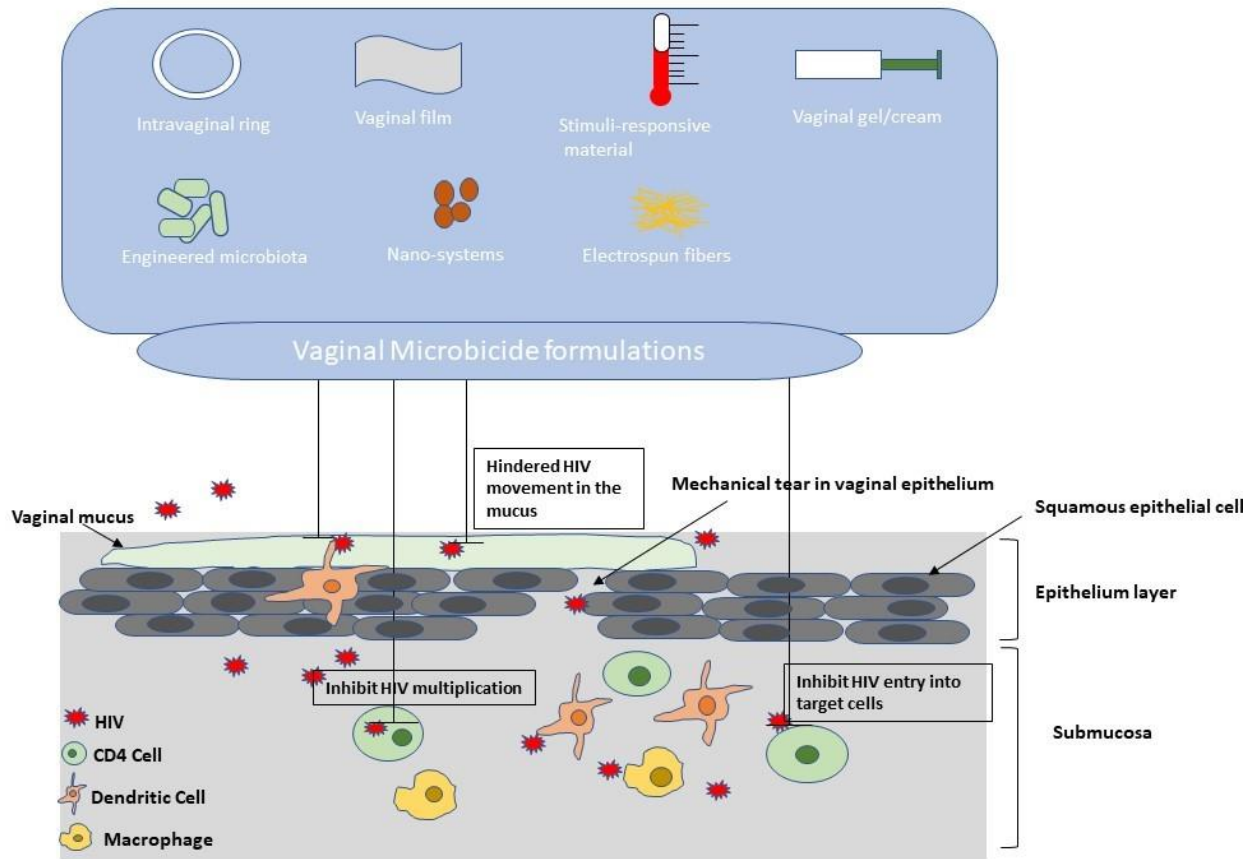 Intravaginal ring
Vaginal film
Stimuli-responsive
material
Vaginal gel/cream
Engineered microbiota
Nano-systems
Electrospun fibers
Vaginal Microbicide formulations
Hindered HIV
movement in the
mucus
Mechanical tear in vaginal epithelium
Squamous epithelial cell
Vaginal mucus
Epithelium layer
Inhibit HIV multiplication
Inhibit HIV entry into
target cells
Submucosa
HIV
CD4 Cell
Dendritic Cell
Macrophage